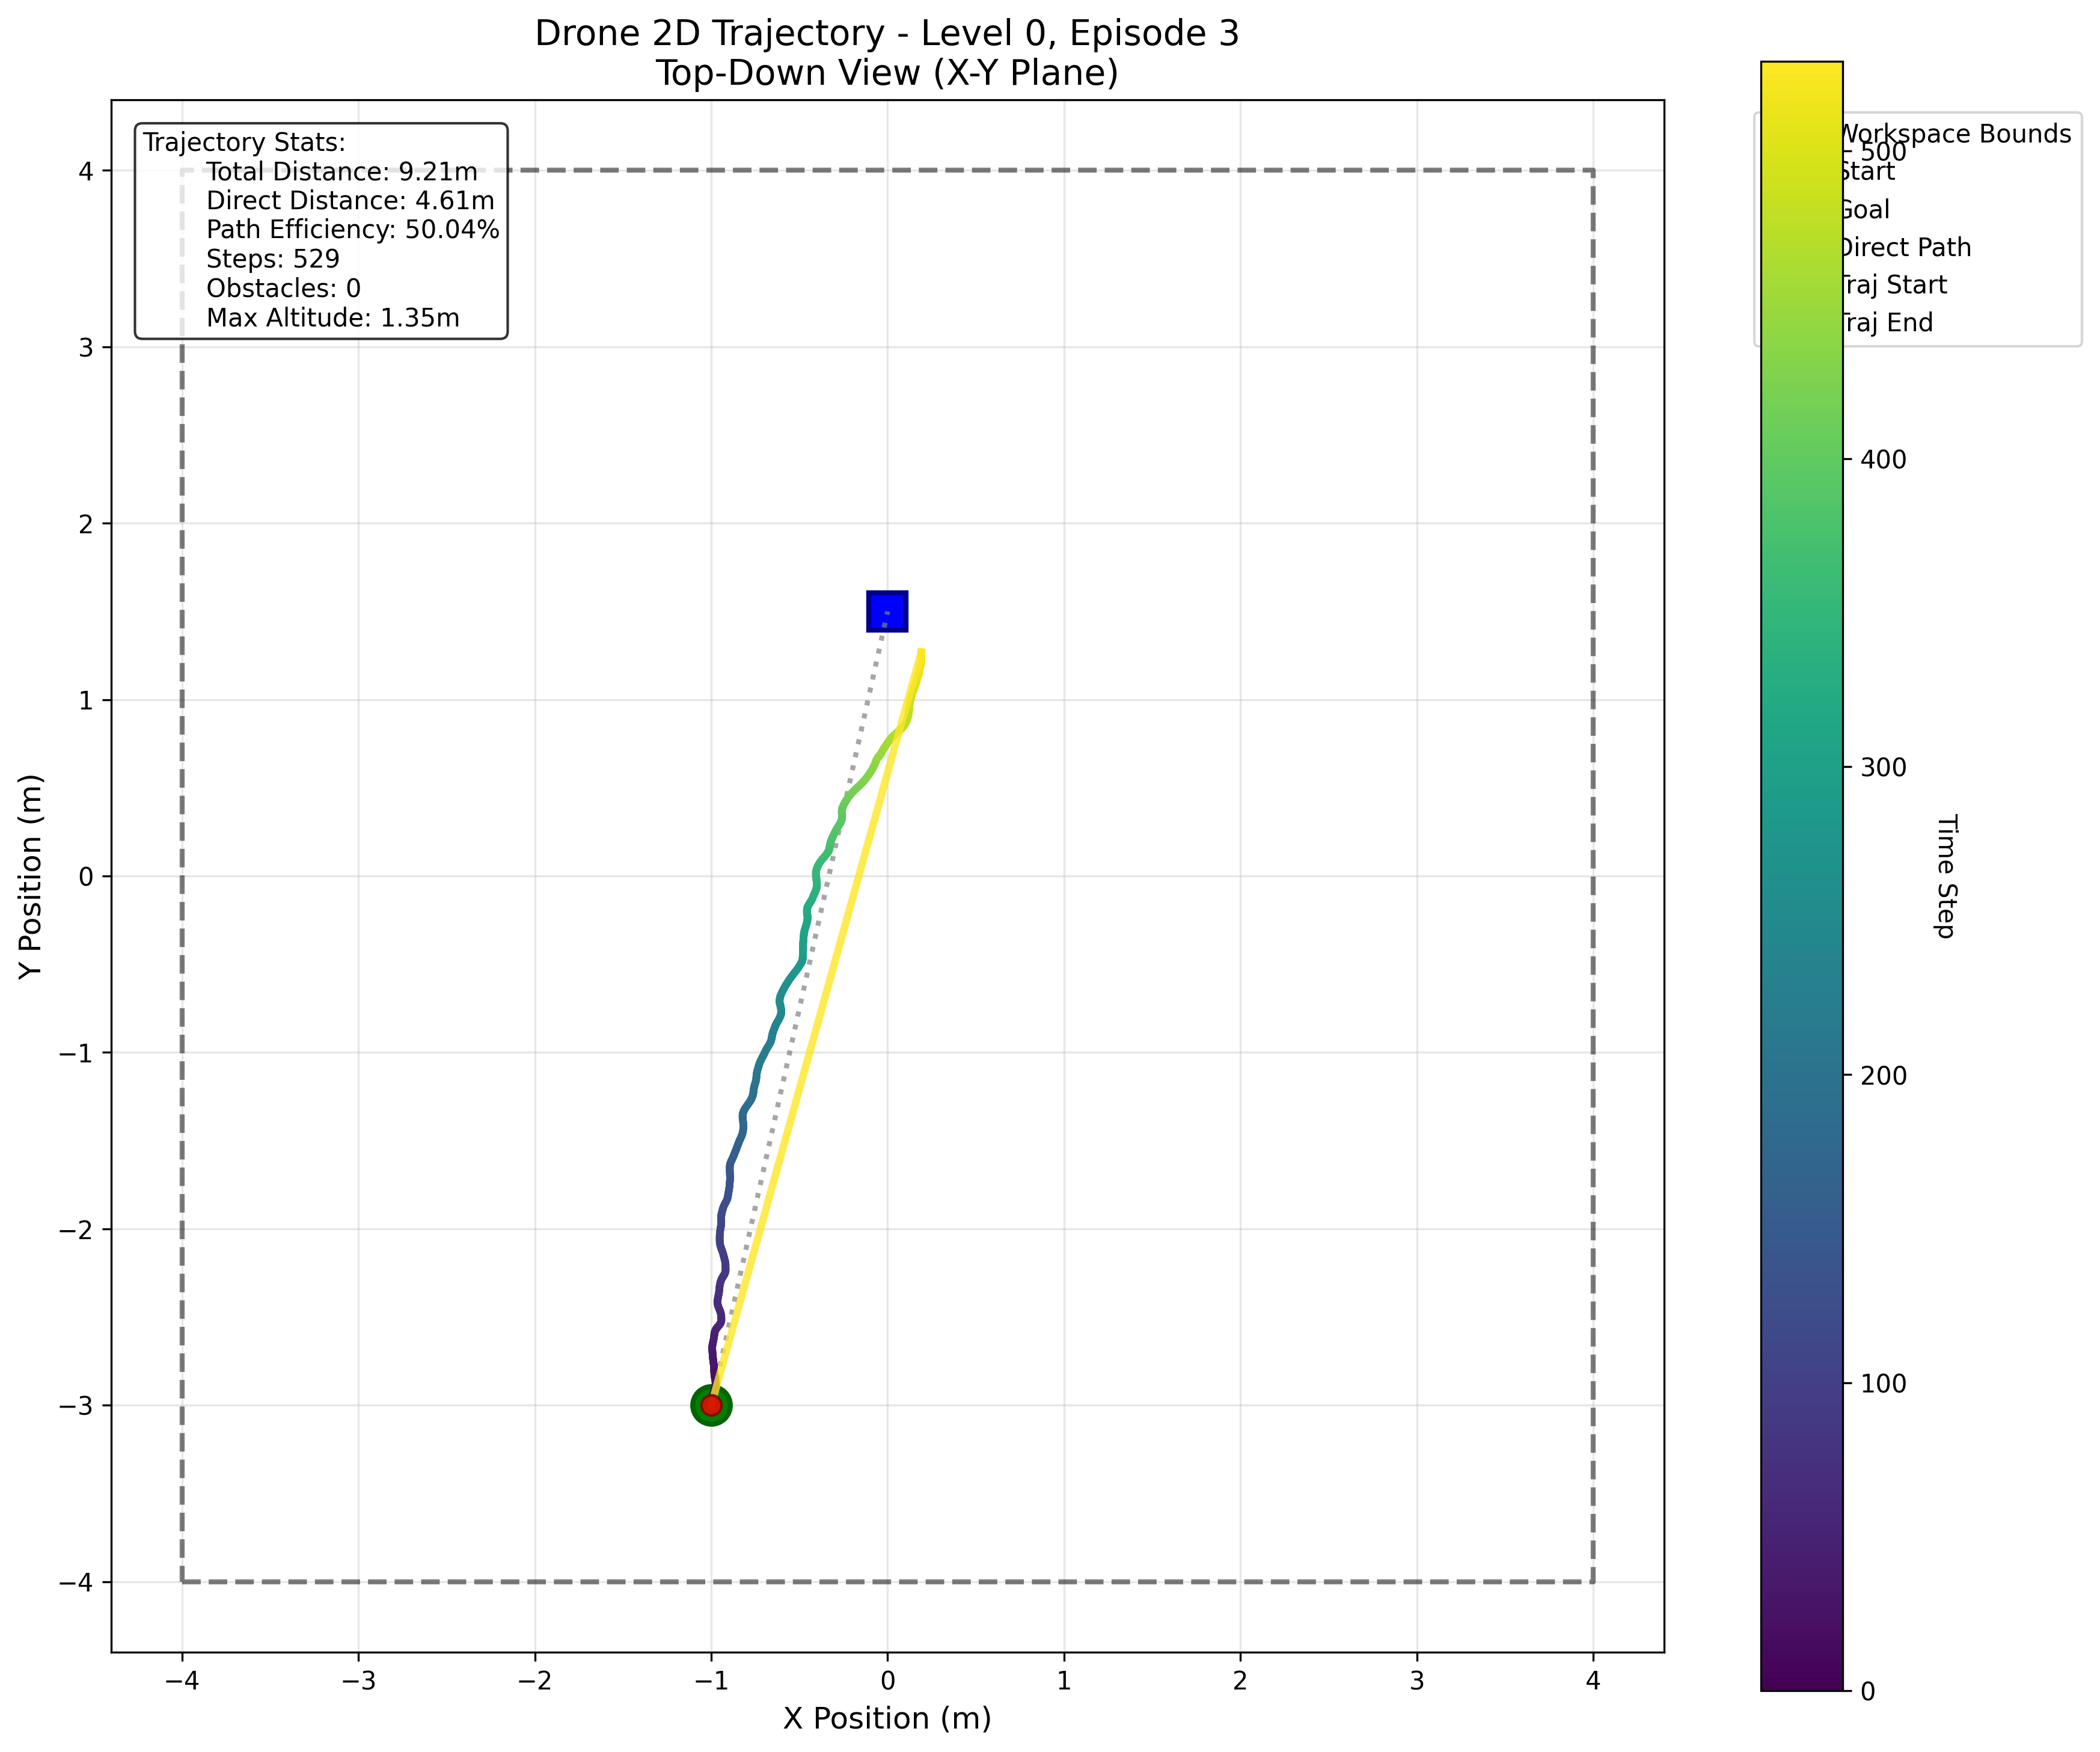 Drone 2D Trajectory - Level 0, Episode 3
Top-Down View (X-Y Plane)
Trajectory Stats:
Total Distance: 9.21m
Direct Distance: 4.61m
Path Efficiency: 50.04%
Steps: 529
Obstacles: 0
Max Altitude: 1.35m
Workspace Bounds
Start
Goal
Direct Path
Traj Start
Traj End
4
3
2
1
0
−1
−2
−3
−4
Y Position (m)
−4
−3
−2
−1
0
1
2
3
4
X Position (m)
500
400
300
200
100
0
Time Step